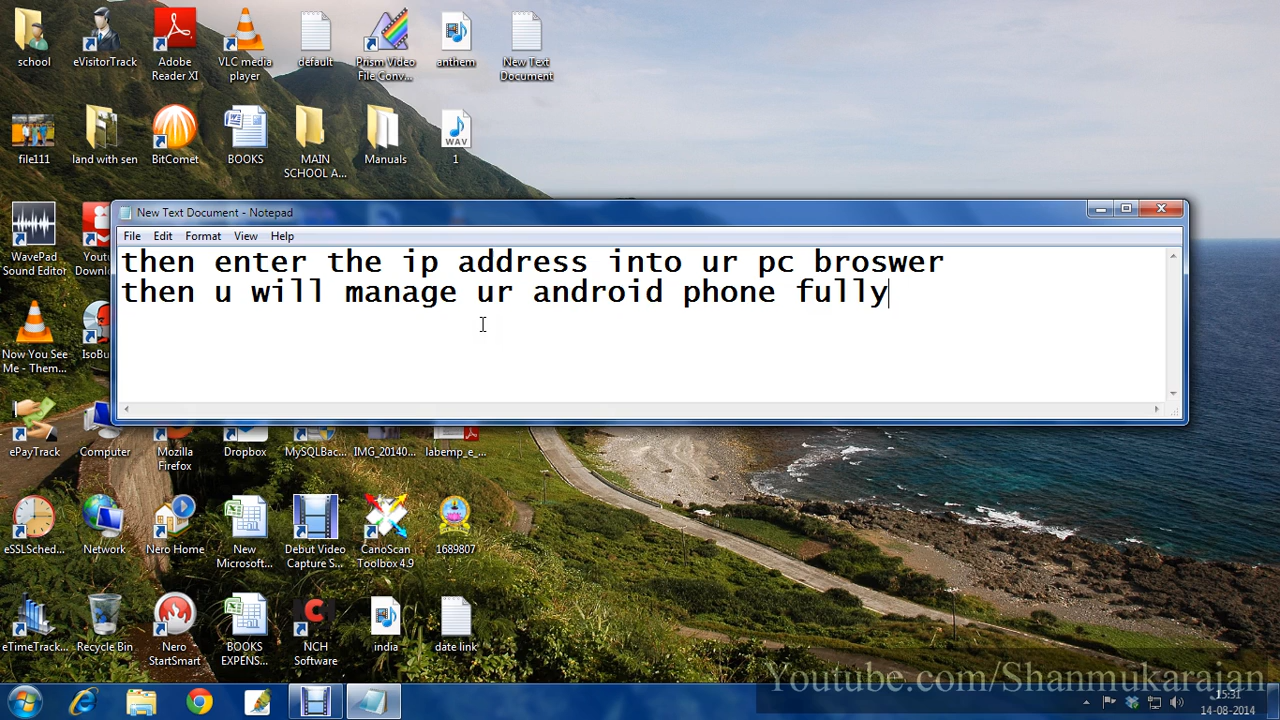 school
eVisitorTrack
Adobe
Reader XI
VLC media
player
default
Prism Video
File Conv...
anthem
New Text
Document
file111
land with sen
BitComet
BOOKS
MAIN
SCHOOL A...
Manuals
WAV
1
WavePad
Sound Editor
New Text Document - Notepad
File Edit Format View Help
then enter the ip address into ur pc broswer
then u will manage ur android phone fully
Now You See
Me - Them...
ePayTrack
Computer
Mozilla
Firefox
Dropbox
MySQLBac...
IMG_20140...
labemp_e_...
eSSLSched...
Network
Nero Home
New
Microsoft...
Debut Video
Capture S...
CanoScan
Toolbox 4.9
1689807
eTimeTrack...
Recycle Bin
Nero
StartSmart
BOOKS
EXPENS...
NCH
Software
india
date link
Youtube.com/Shanmukarajan
15:31
14-08-2014